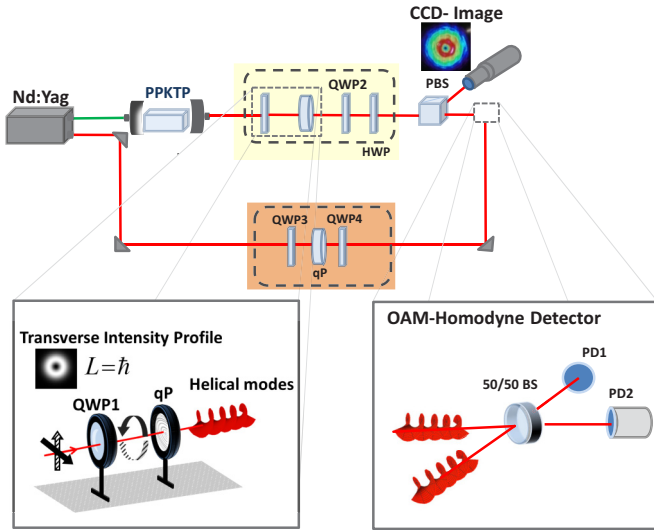 CCD- Image
Nd:Yag
PPKTP
QWP2
PBS
HWP
QWP3
QWP4
qP
Transverse Intensity Profile
L=ħ
QWP1
qP
Helical modes
OAM-Homodyne Detector
PD1
50/50 BS
PD2